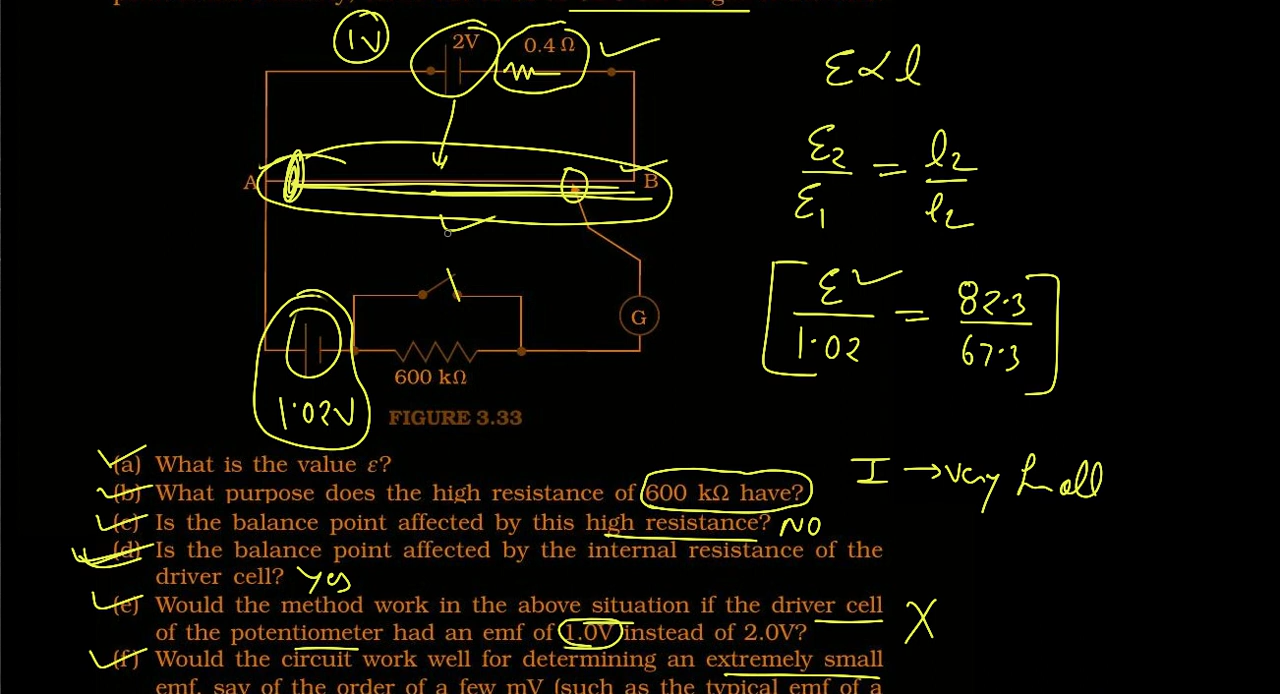 1V
2V 0.4 Ω
A B
G
600 kΩ
1.02V
FIGURE 3.33
ε ∝ l
ε2/ε1 = l2/l2
[ε/1.02 = 82.3/67.3]
(a) What is the value ε?
(b) What purpose does the high resistance of 600 kΩ have?
I → very small
(c) Is the balance point affected by this high resistance? NO
(d) Is the balance point affected by the internal resistance of the
driver cell? Yes
(e) Would the method work in the above situation if the driver cell
of the potentiometer had an emf of 1.0V instead of 2.0V?
(f) Would the circuit work well for determining an extremely small
emf, say of the order of a few mV (such as the typical emf of a